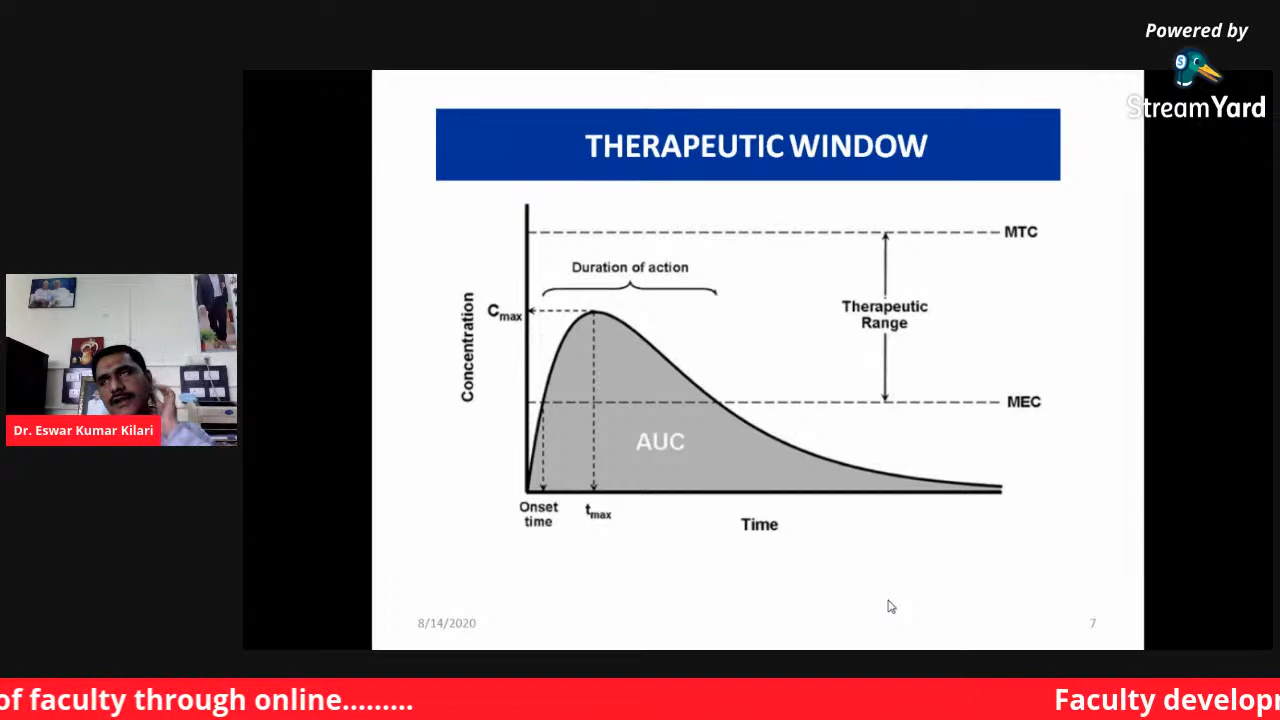 Powered by
StreamYard
THERAPEUTIC WINDOW
MTC
Duration of action
Therapeutic
Range
Cmax
Concentration
MEC
AUC
Onset
time
tmax
Time
Dr. Eswar Kumar Kilari
8/14/2020
7
of faculty through online.........
Faculty developr